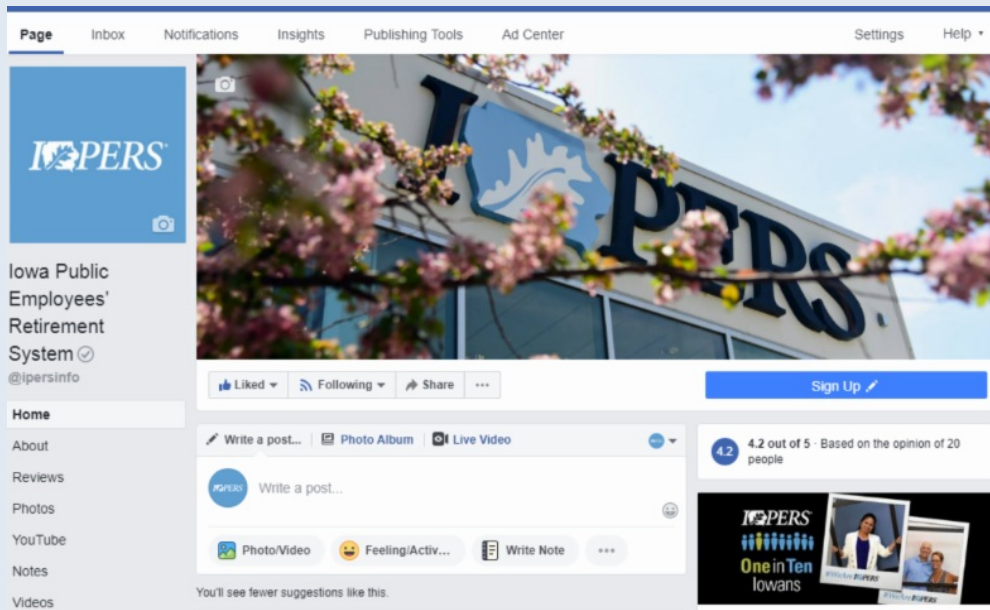 Page Inbox Notifications Insights Publishing Tools Ad Center Settings Help
IPERS
IPERS
Iowa Public
Employees'
Retirement
System
@ipersinfo
Liked Following Share ...
Sign Up
Home
About
Reviews
Photos
YouTube
Notes
Videos
Write a post... Photo Album Live Video
IPERS
Write a post...
Photo/Video Feeling/Activ... Write Note ...
You'll see fewer suggestions like this.
4.2
4.2 out of 5 · Based on the opinion of 20
people
IPERS
One in Ten
Iowans
#WeAreIPERS
#WeAreIPERS